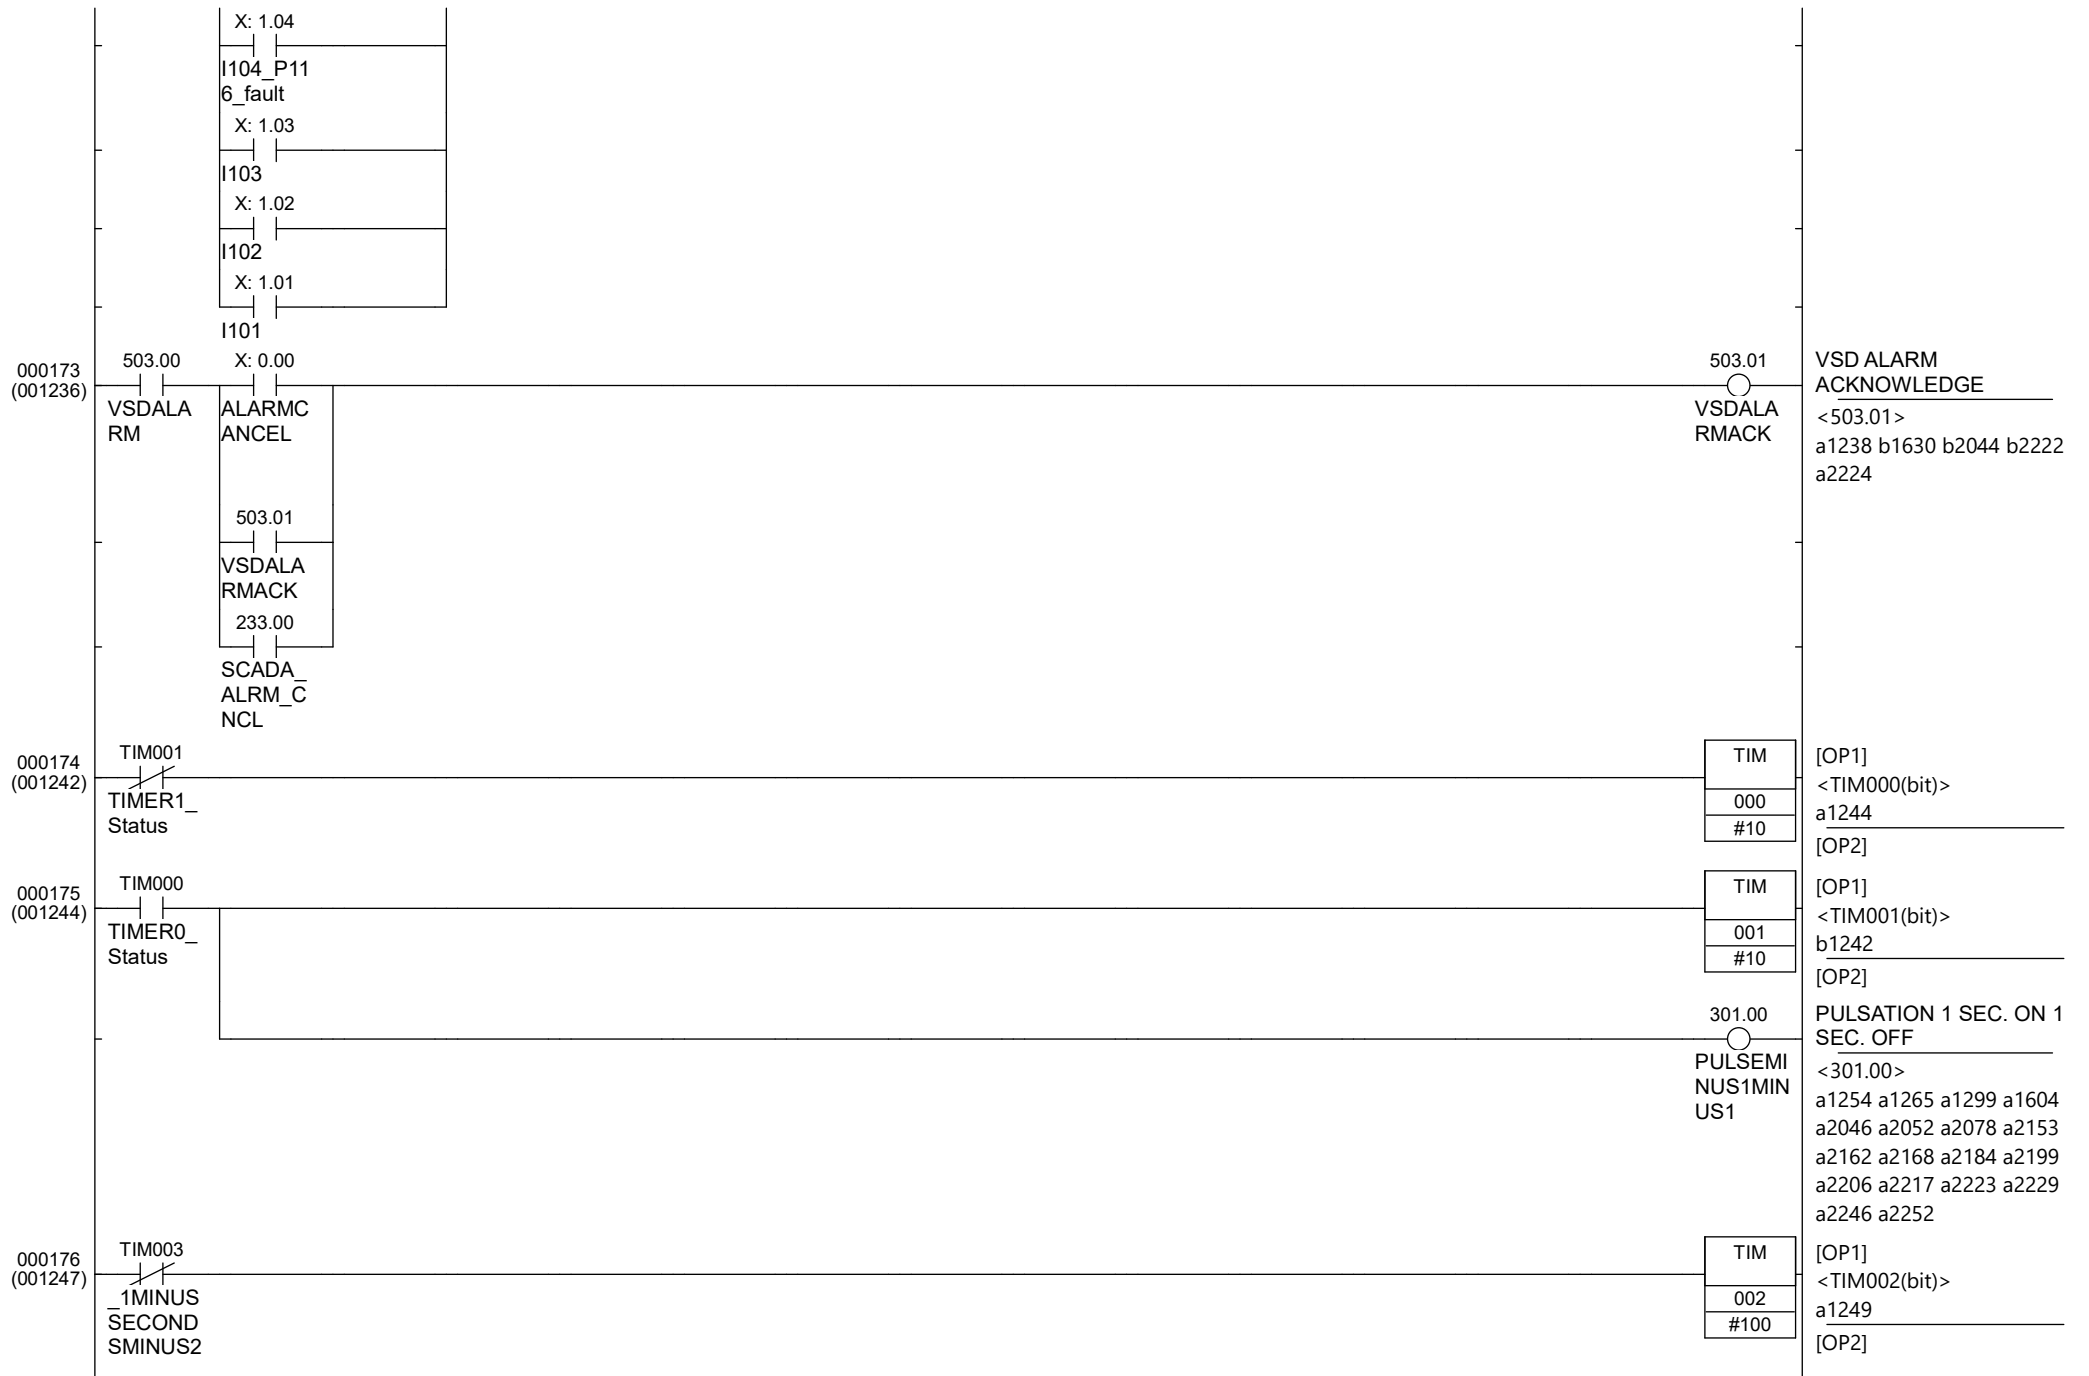 X: 1.04
I104_P11
6_fault
X: 1.03
I103
X: 1.02
I102
X: 1.01
I101
000173
(001236)
503.00
VSDALA
RM
X: 0.00
ALARMC
ANCEL
503.01
VSDALA
RMACK
VSD ALARM
ACKNOWLEDGE
<503.01>
a1238 b1630 b2044 b2222
a2224
503.01
VSDALA
RMACK
233.00
SCADA_
ALRM_C
NCL
000174
(001242)
TIM001
TIMER1_
Status
TIM
000
#10
[OP1]
<TIM000(bit)>
a1244
[OP2]
000175
(001244)
TIM000
TIMER0_
Status
TIM
001
#10
[OP1]
<TIM001(bit)>
b1242
[OP2]
301.00
PULSEMI
NUS1MIN
US1
PULSATION 1 SEC. ON 1
SEC. OFF
<301.00>
a1254 a1265 a1299 a1604
a2046 a2052 a2078 a2153
a2162 a2168 a2184 a2199
a2206 a2217 a2223 a2229
a2246 a2252
000176
(001247)
TIM003
_1MINUS
SECOND
SMINUS2
TIM
002
#100
[OP1]
<TIM002(bit)>
a1249
[OP2]